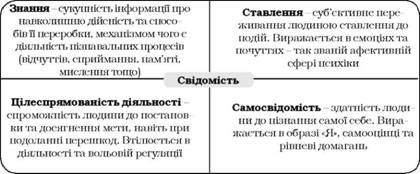 Знання – сукупність інформації про
навколишню дійсність та спосо-
бів її переробки, механізмом чого є
діяльність пізнавальних процесів
(відчуттів, сприймання, пам'яті,
мислення тощо)
Ставлення – суб'єктивне пере-
живання людиною ставлення до
подій. Виражається в емоціях та
почуттях – так званій афективній
сфері психіки
Свідомість
Цілеспрямованість діяльності –
спроможність людини до постанов-
ки та досягнення мети, навіть при
подоланні перешкод. Втілюється в
діяльності та вольовій регуляції
Самосвідомість – здатність люди-
ни до пізнання самої себе. Вира-
жається в образі «Я», самооцінці та
рівневі домагань